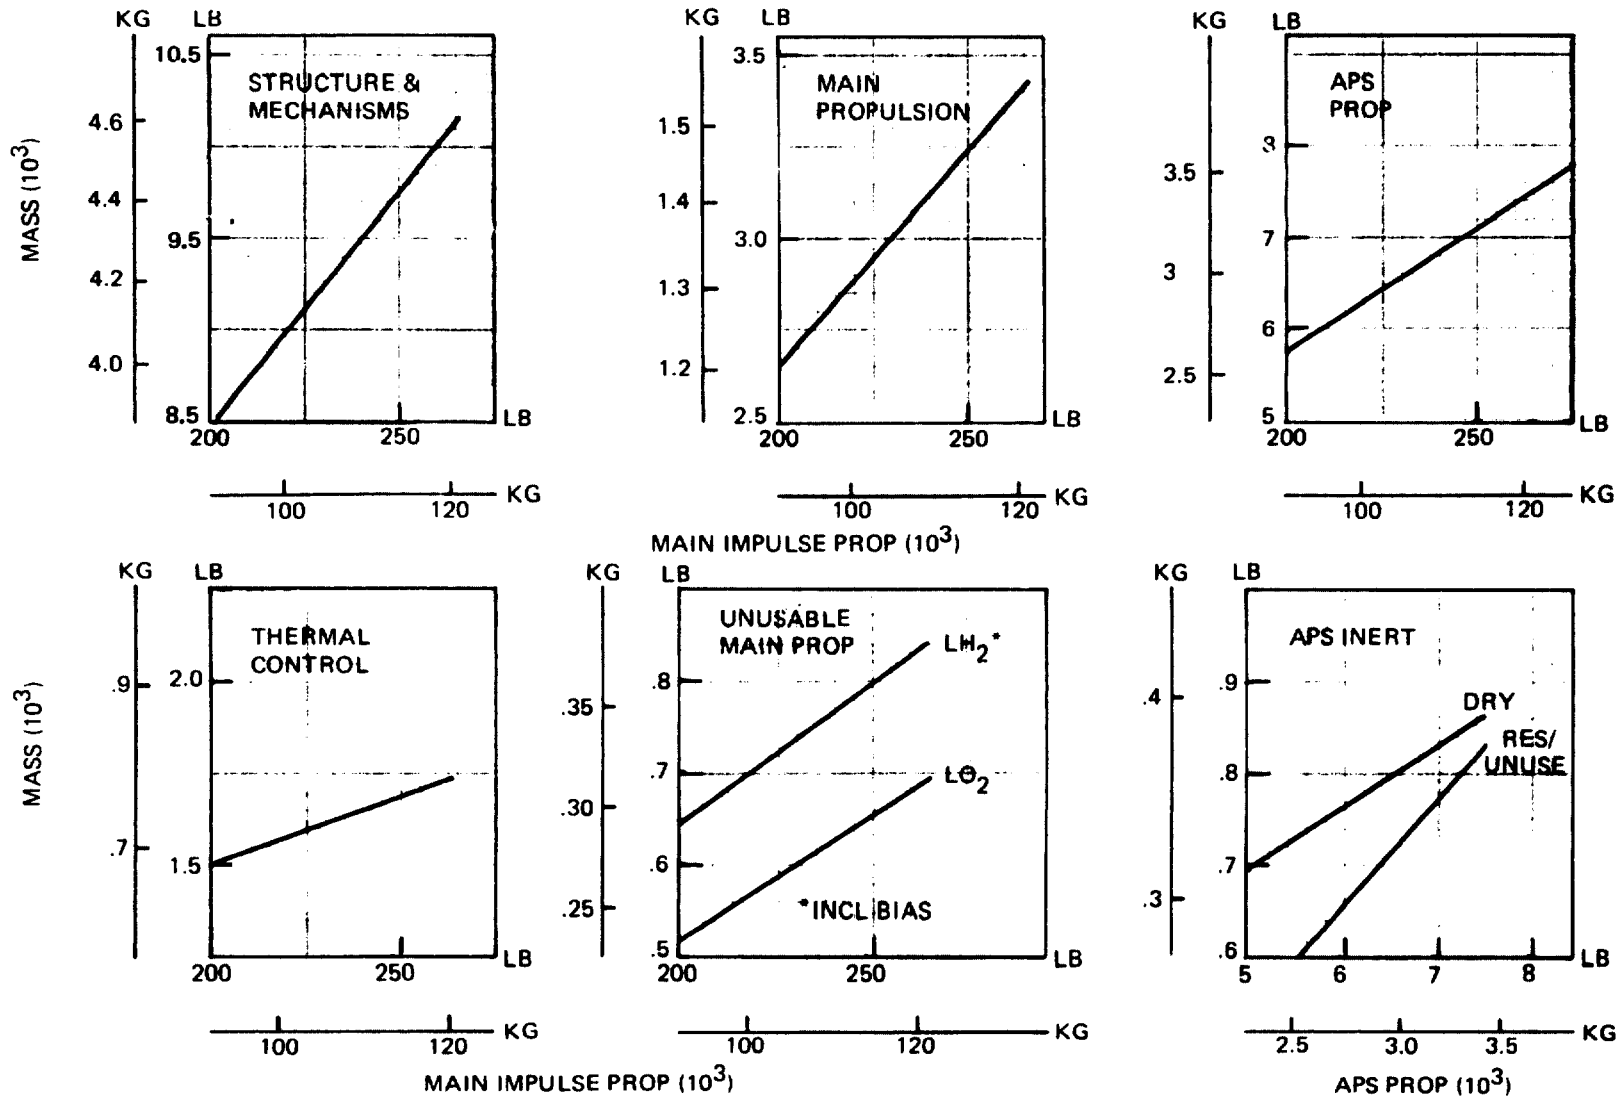 KG LB
10.5
STRUCTURE &
MECHANISMS
4.6
4.4
9.5
4.2
4.0
8.5
200 250 LB
100 120 KG
MASS (10³)
KG LB
3.5
MAIN
PROPULSION
1.5
1.4
3.0
1.3
1.2
2.5
200 250 LB
100 120 KG
KG LB
APS
PROP
8
3.5
7
3
6
2.5
5
200 250 LB
100 120 KG
MAIN IMPULSE PROP (10³)
KG LB
THERMAL
CONTROL
2.0
.9
.7
1.5
200 250 LB
100 120 KG
MASS (10³)
KG LB
UNUSABLE
MAIN PROP
LH₂*
.8
.35
.7
LO₂
.30
.6
.25
*INCL BIAS
.5
200 250 LB
100 120 KG
MAIN IMPULSE PROP (10³)
KG LB
APS INERT
.9
.4
DRY
RES/
UNUSE
.8
.7
.3
.6
5 6 7 8 LB
2.5 3.0 3.5 KG
APS PROP (10³)